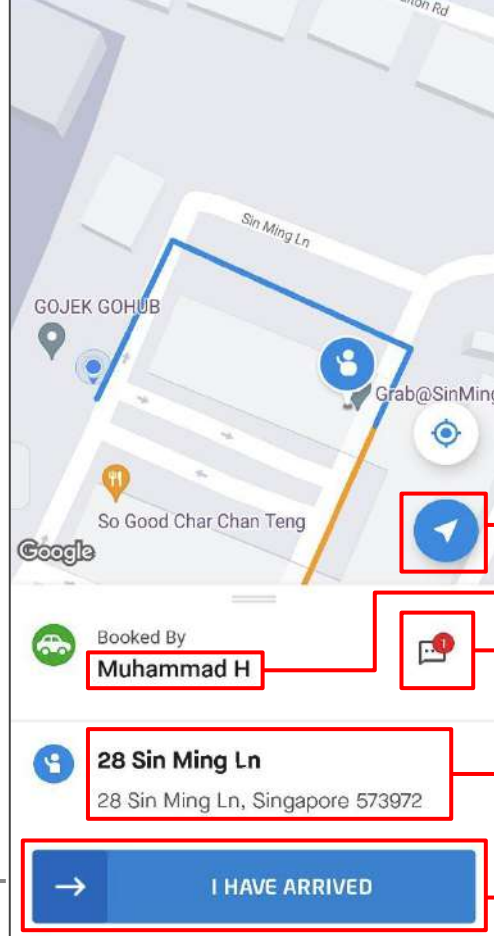 Sin Ming Ln
GOJEK GOHUB
Grab@SinMing
So Good Char Chan Teng
Google
Booked By
Muhammad H
1
28 Sin Ming Ln
28 Sin Ming Ln, Singapore 573972
I HAVE ARRIVED